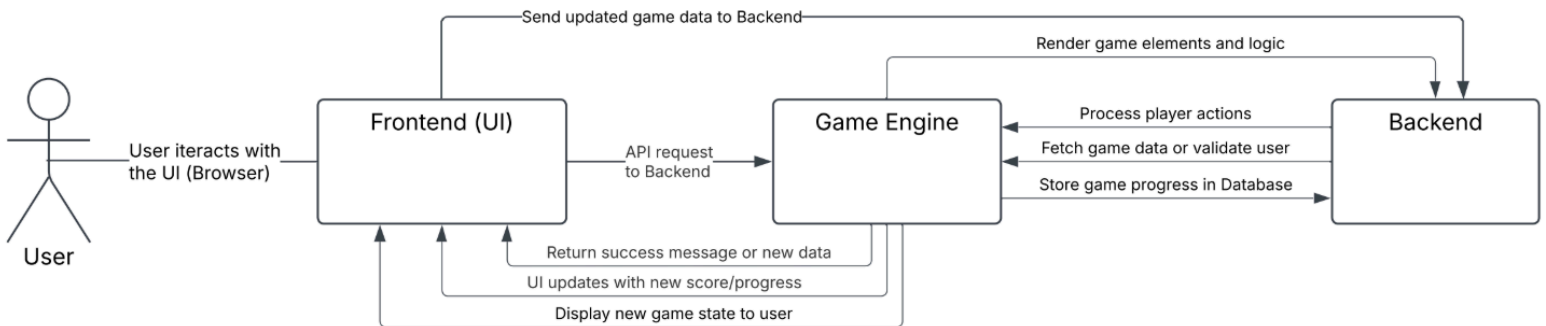 Send updated game data to Backend
Render game elements and logic
Frontend (UI)
Game Engine
Backend
Process player actions
User iteracts with
the UI (Browser)
API request
to Backend
Fetch game data or validate user
Store game progress in Database
User
Return success message or new data
UI updates with new score/progress
Display new game state to user